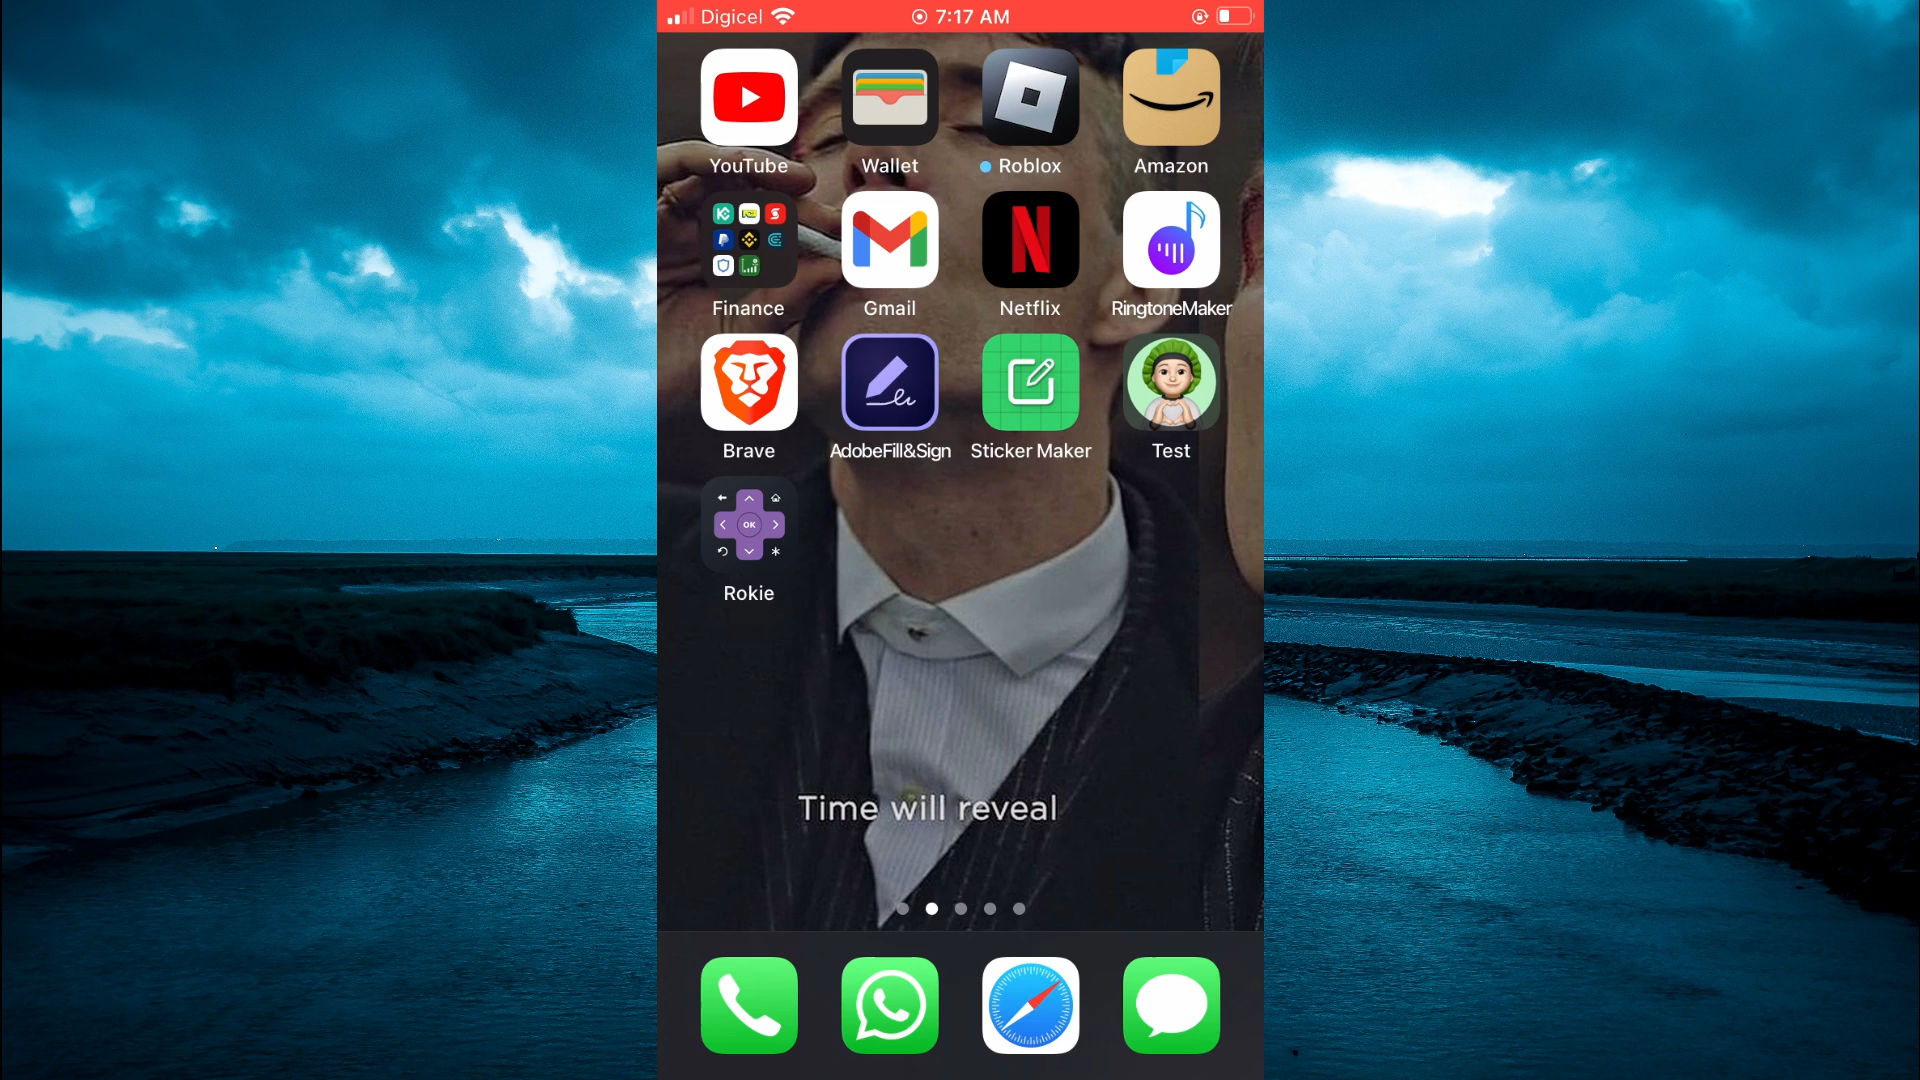 Digicel 7:17 AM
YouTube Wallet Roblox Amazon
Finance Gmail Netflix RingtoneMaker
Brave AdobeFill&Sign Sticker Maker Test
OK
Rokie
Time will reveal